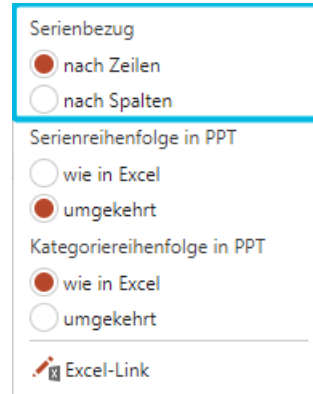 Serienbezug
nach Zeilen
nach Spalten
Serienreihenfolge in PPT
wie in Excel
umgekehrt
Kategoriereihenfolge in PPT
wie in Excel
umgekehrt
Excel-Link